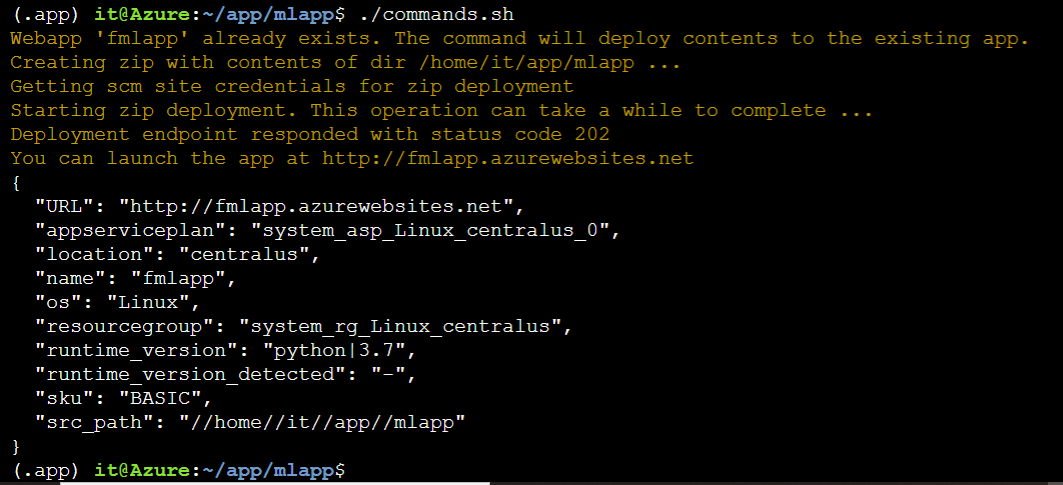 (.app) it@Azure:~/app/mlapp$ ./commands.sh
Webapp 'fmlapp' already exists. The command will deploy contents to the existing app.
Creating zip with contents of dir /home/it/app/mlapp ...
Getting scm site credentials for zip deployment
Starting zip deployment. This operation can take a while to complete ...
Deployment endpoint responded with status code 202
You can launch the app at http://fmlapp.azurewebsites.net
{
  "URL": "http://fmlapp.azurewebsites.net",
  "appserviceplan": "system_asp_Linux_centralus_0",
  "location": "centralus",
  "name": "fmlapp",
  "os": "Linux",
  "resourcegroup": "system_rg_Linux_centralus",
  "runtime_version": "python|3.7",
  "runtime_version_detected": "-",
  "sku": "BASIC",
  "src_path": "//home//it//app//mlapp"
}
(.app) it@Azure:~/app/mlapp$